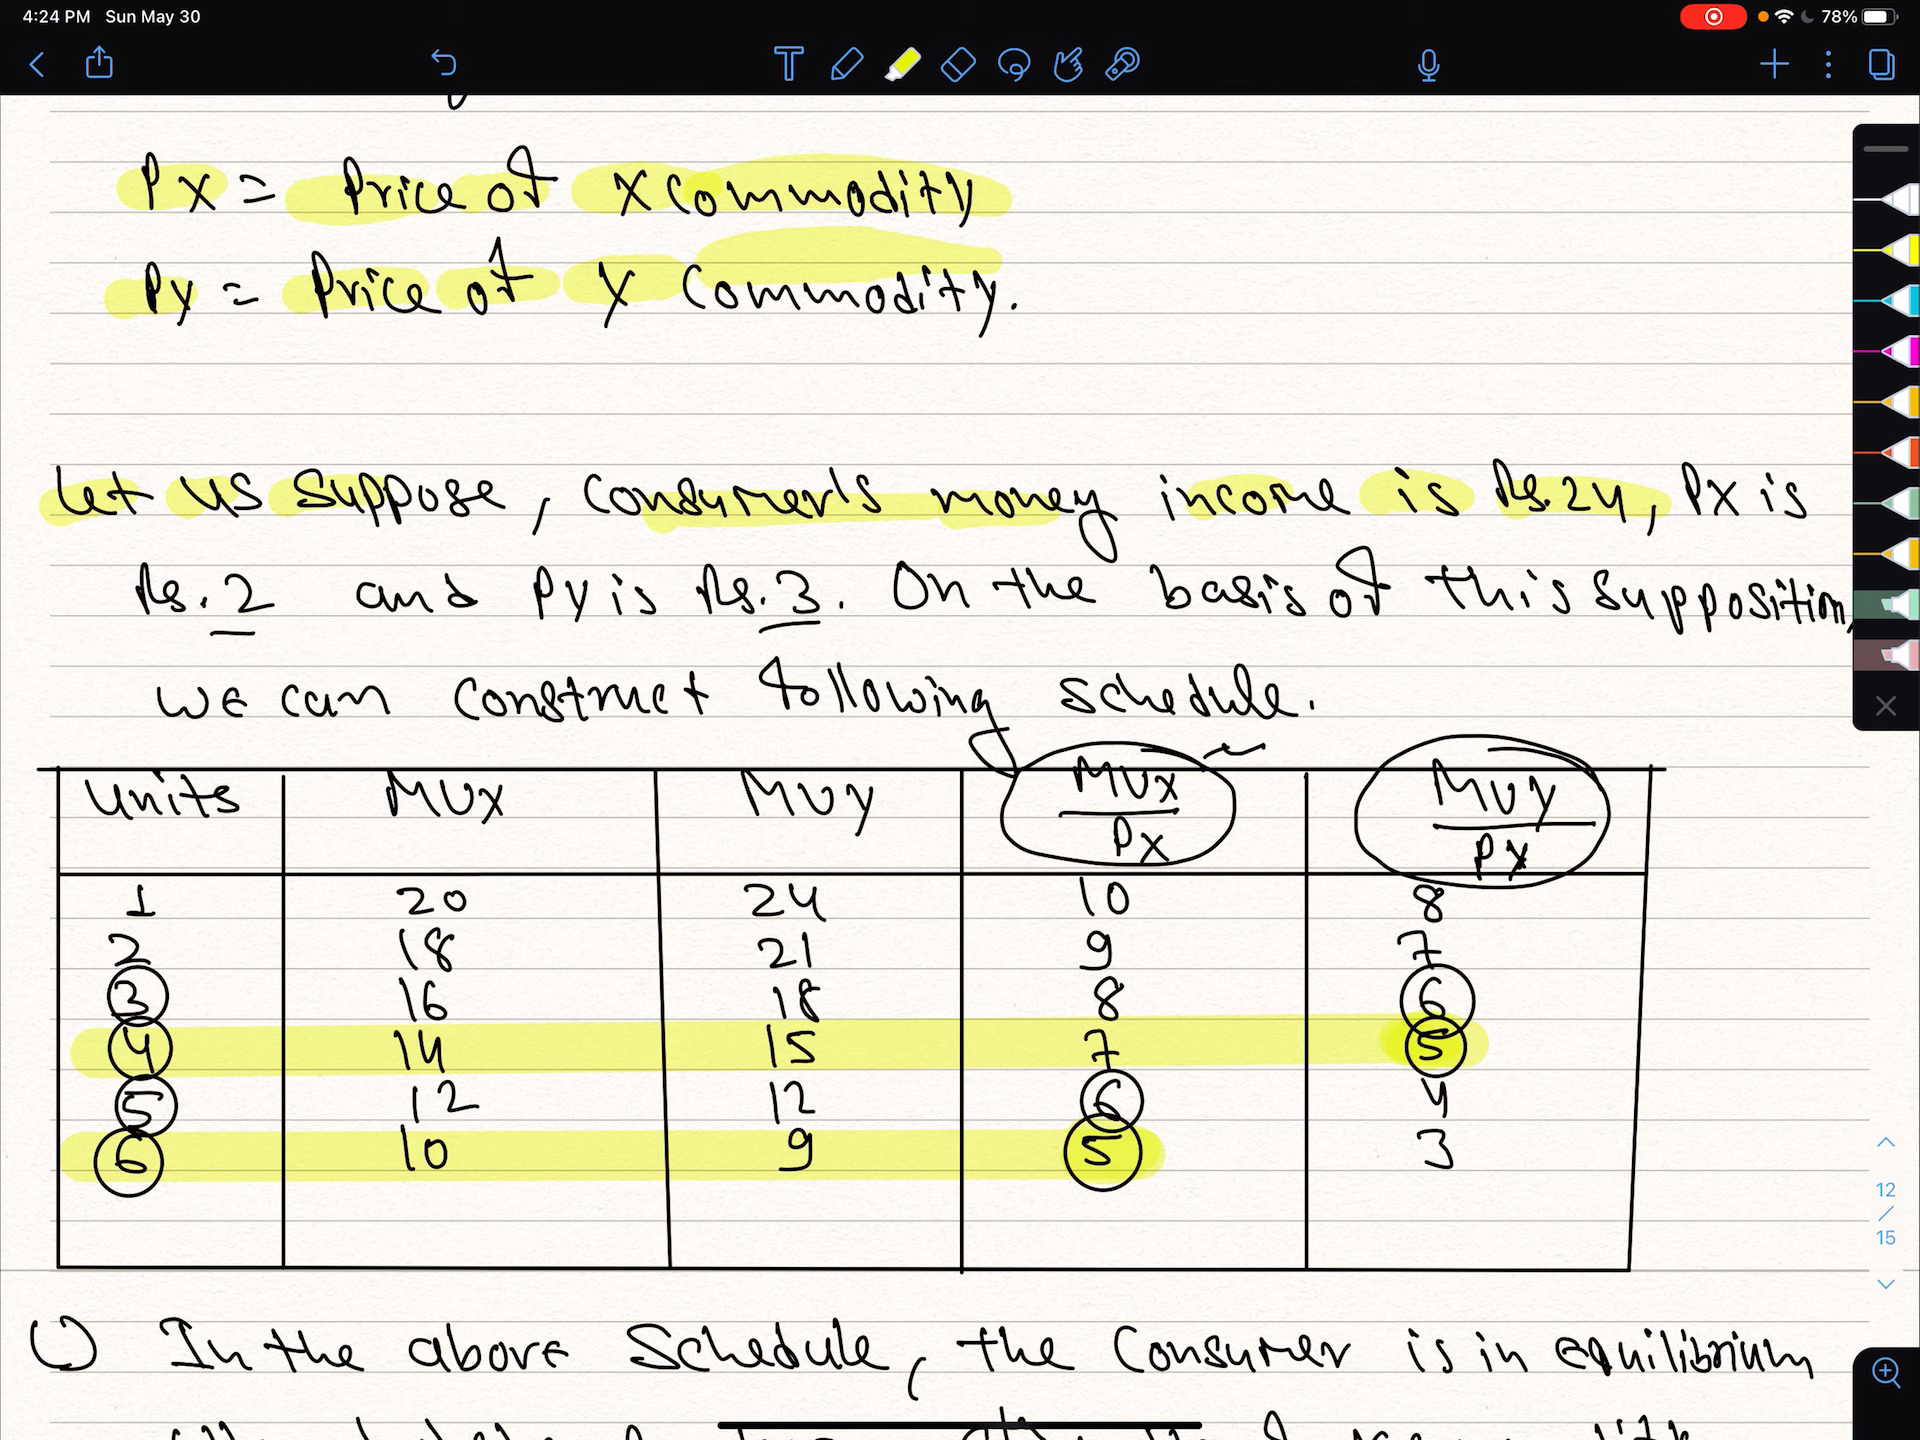 4:24 PM Sun May 30
78%
Px = Price of X Commodity
Py = Price of Y Commodity.
Let us suppose, consumer's money income is Rs.24, Px is
Rs.2 and Py is Rs.3. On the basis of this supposition,
we can construct following schedule.
Units MUx MUy MUx/Px MUy/Py
1 20 24 10 8
2 18 21 9 7
3 16 18 8 6
4 14 15 7 5
5 12 12 6 4
6 10 9 5 3
12
/
15
In the above schedule, the consumer is in equilibrium